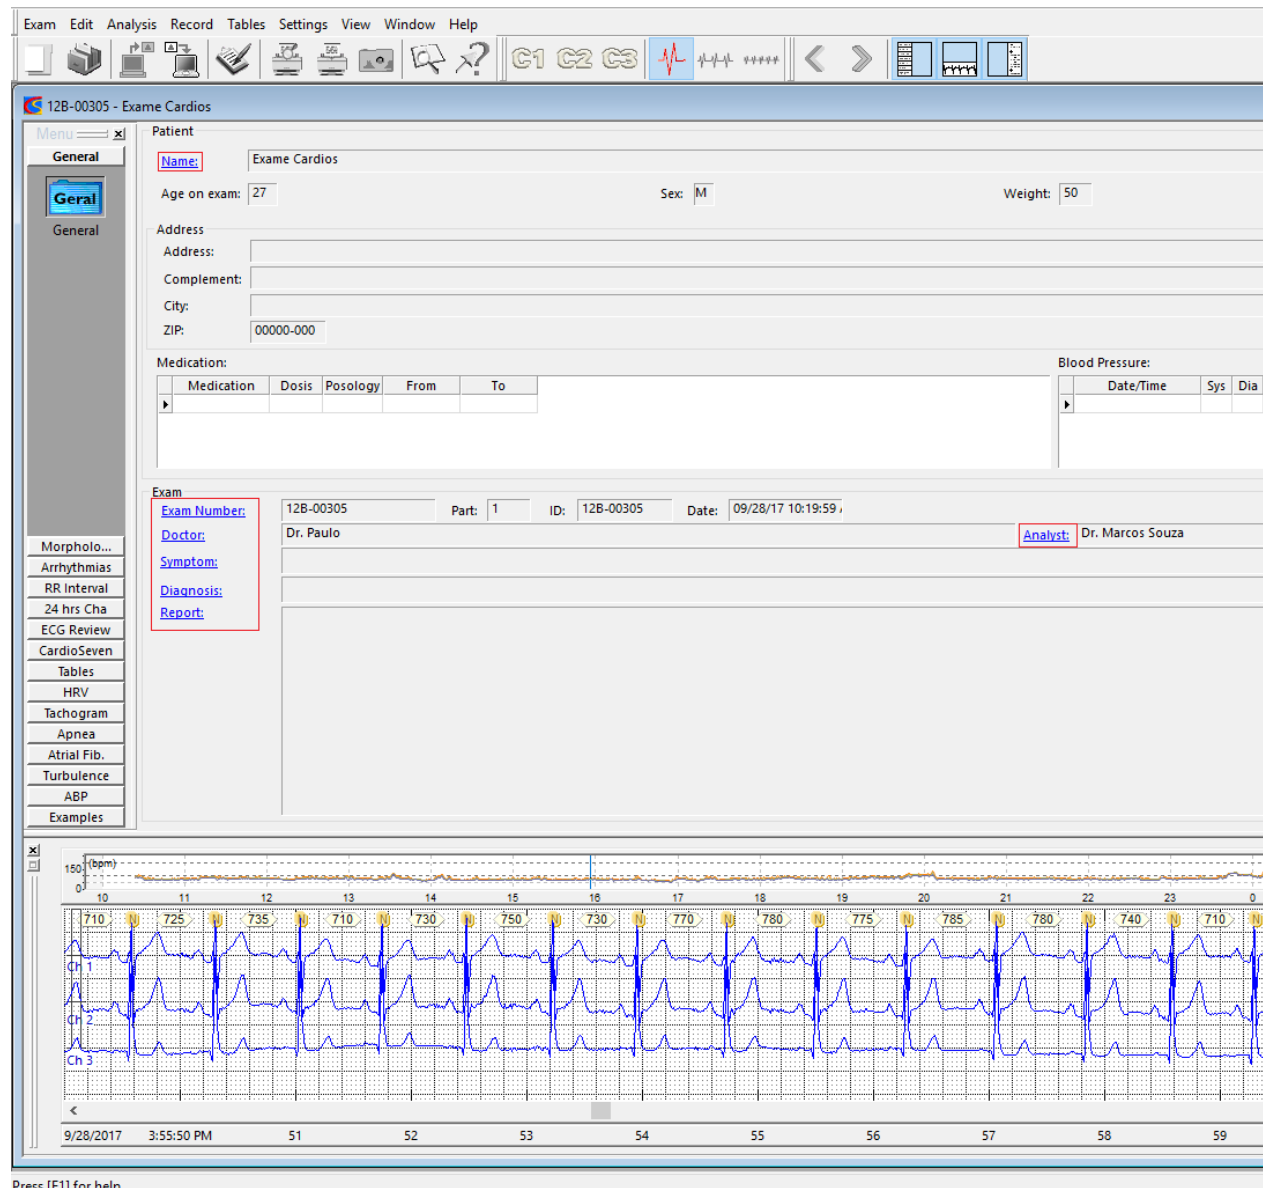 Exam Edit Analysis Record Tables Settings View Window Help
C1 C2 C3
12B-00305 - Exame Cardios
Menu
General
Geral
General
Morpholo...
Arrhythmias
RR Interval
24 hrs Cha
ECG Review
CardioSeven
Tables
HRV
Tachogram
Apnea
Atrial Fib.
Turbulence
ABP
Examples
Patient
Name: Exame Cardios
Age on exam: 27 Sex: M Weight: 50
Address
Address:
Complement:
City:
ZIP: 00000-000
Medication: Blood Pressure:
Medication Dosis Posology From To Date/Time Sys Dia
Exam
Exam Number: 12B-00305 Part: 1 ID: 12B-00305 Date: 09/28/17 10:19:59
Doctor: Dr. Paulo Analyst: Dr. Marcos Souza
Symptom:
Diagnosis:
Report:
150 (bpm)
0
10 11 12 13 14 15 16 17 18 19 20 21 22 23 0
710 N 725 N 735 N 710 N 730 N 750 N 730 N 770 N 780 N 775 N 785 N 780 N 740 N 710 N
Ch 1
Ch 2
Ch 3
9/28/2017 3:55:50 PM 51 52 53 54 55 56 57 58 59
Press [F1] for help